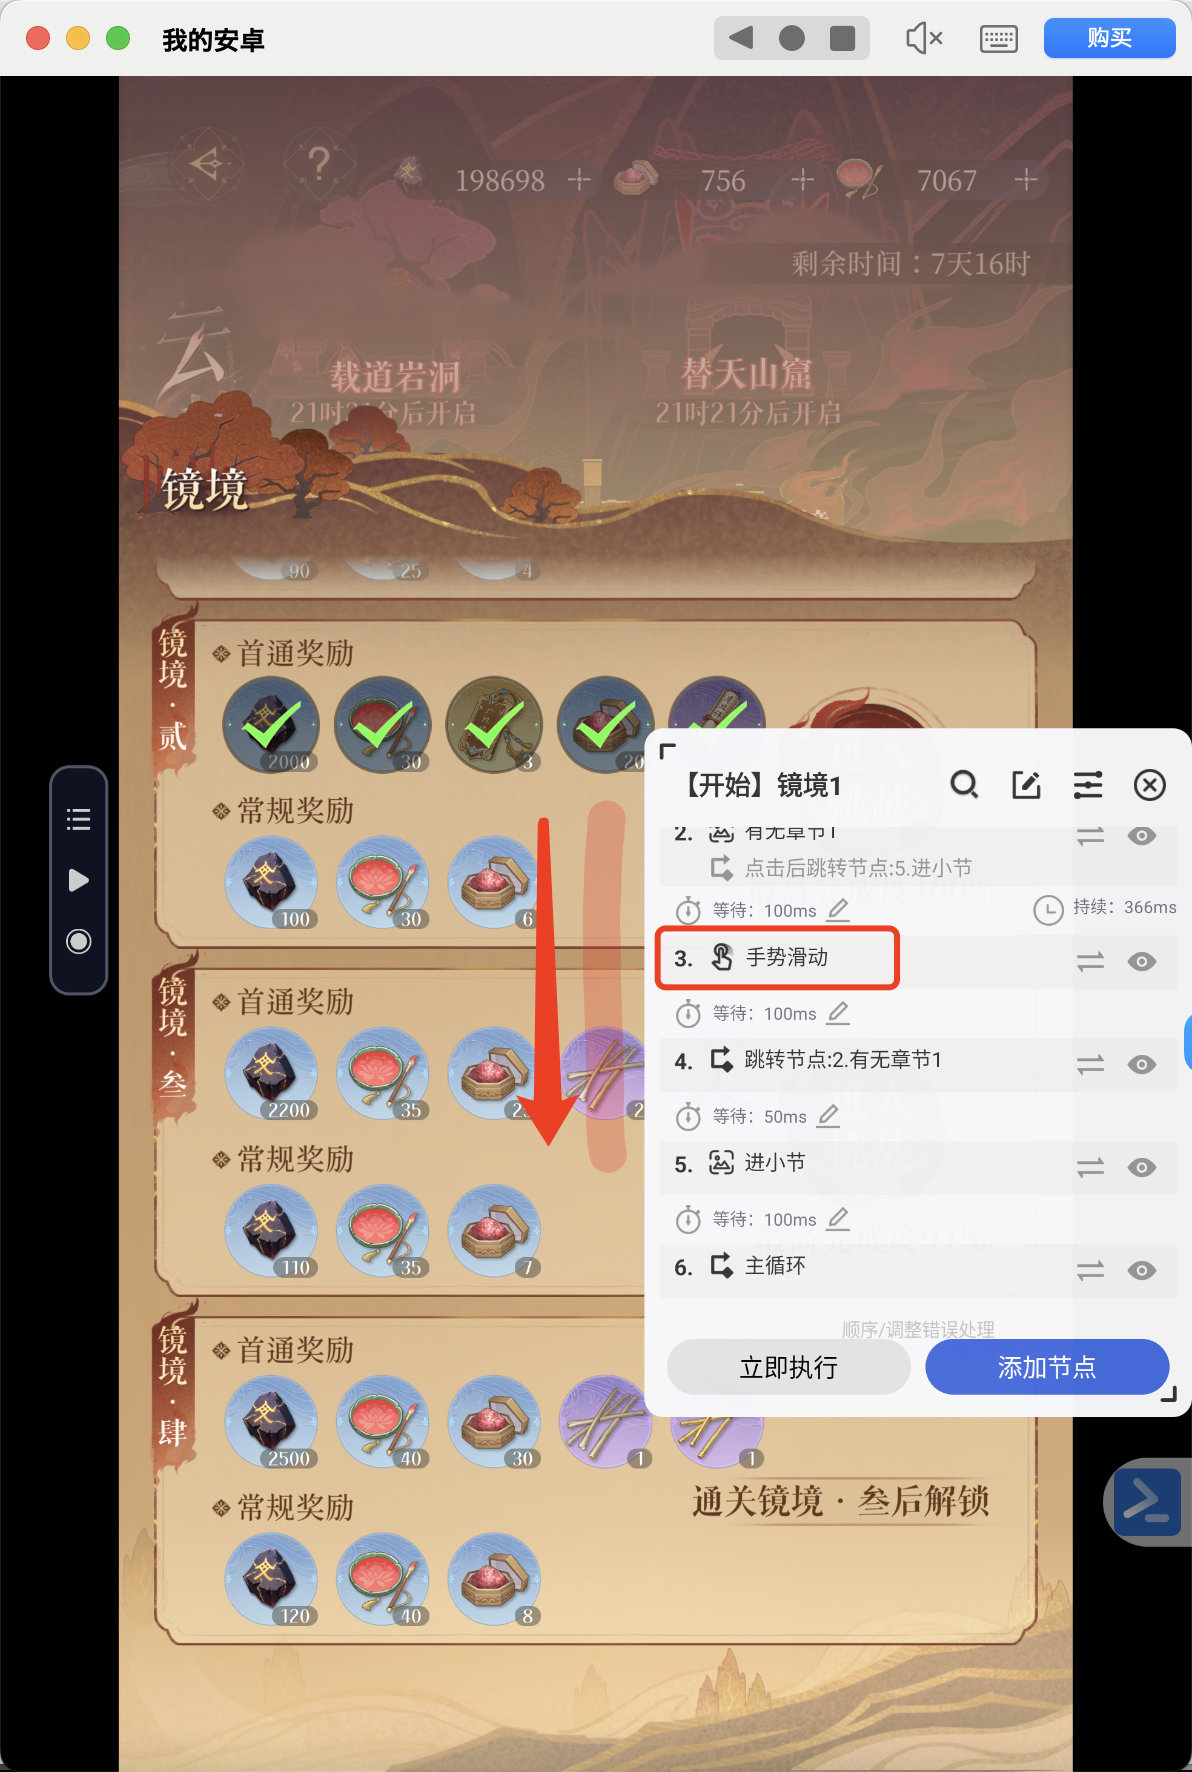 我的安卓
购买
198698
756
7067
剩余时间：7天16时
云
载道岩洞
21时21分后开启
替天山窟
21时21分后开启
镜境
90
25
4
镜境·贰
首通奖励
2000
30
3
20
常规奖励
100
30
6
镜境·叁
首通奖励
2200
35
2
2
常规奖励
110
35
7
镜境·肆
首通奖励
2500
40
30
1
1
常规奖励
120
40
8
通关镜境·叁后解锁
【开始】镜境1
2. 有无章节1
点击后跳转节点:5.进小节
等待：100ms
持续：366ms
3. 手势滑动
等待：100ms
4. 跳转节点:2.有无章节1
等待：50ms
5. 进小节
等待：100ms
6. 主循环
顺序/调整错误处理
立即执行
添加节点